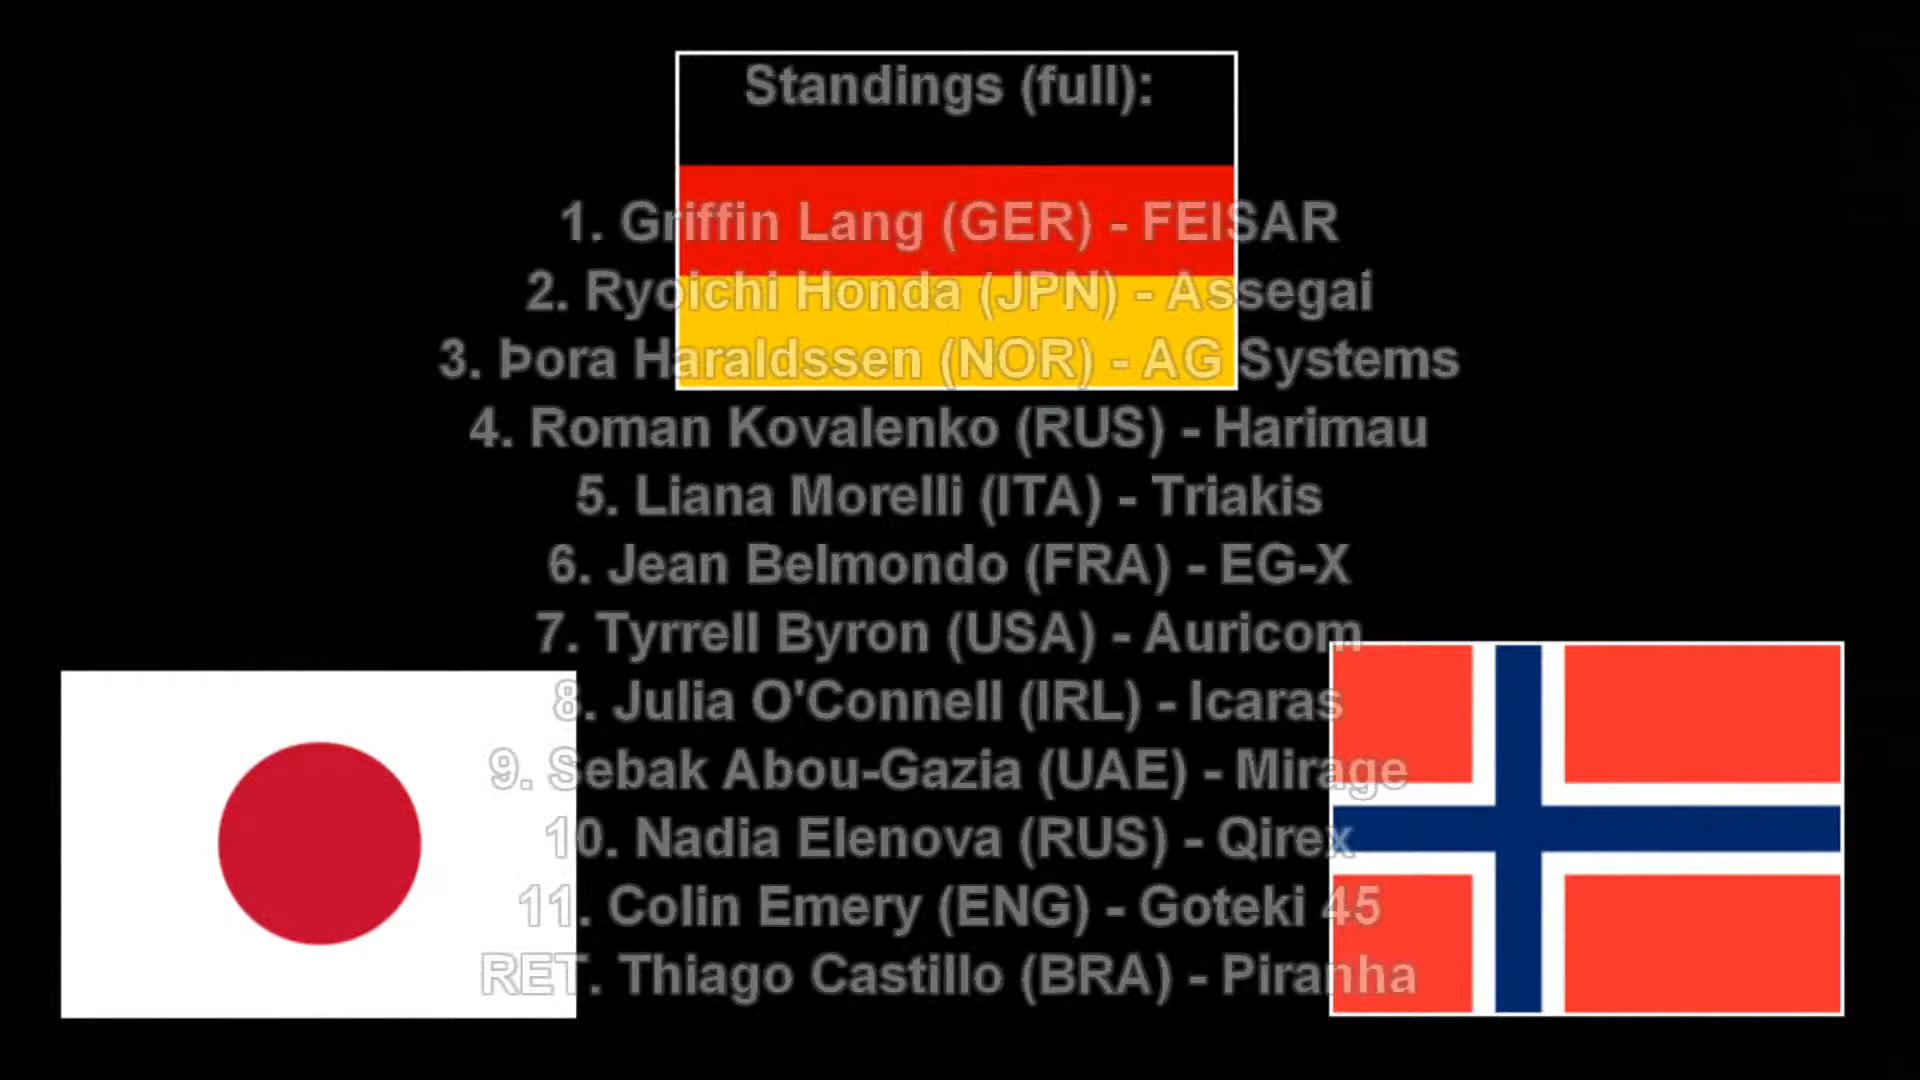 Standings (full):
1. Griffin Lang (GER) - FEISAR
2. Ryoichi Honda (JPN) - Assegai
3. Þora Haraldssen (NOR) - AG Systems
4. Roman Kovalenko (RUS) - Harimau
5. Liana Morelli (ITA) - Triakis
6. Jean Belmondo (FRA) - EG-X
7. Tyrrell Byron (USA) - Auricom
8. Julia O'Connell (IRL) - Icaras
9. Sebak Abou-Gazia (UAE) - Mirage
10. Nadia Elenova (RUS) - Qirex
11. Colin Emery (ENG) - Goteki 45
RET. Thiago Castillo (BRA) - Piranha